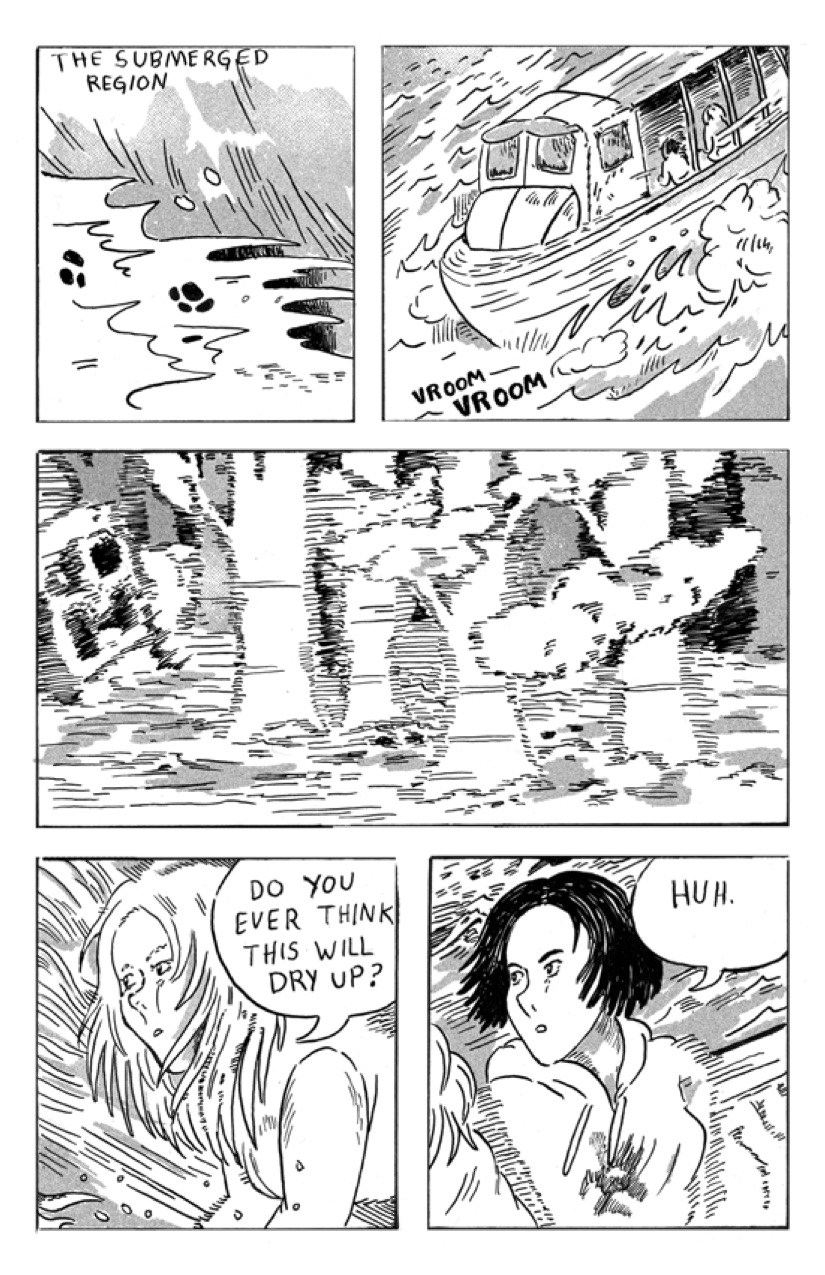 THE SUBMERGED
REGION
VROOM
VROOM
DO YOU
EVER THINK
THIS WILL
DRY UP?
HUH.